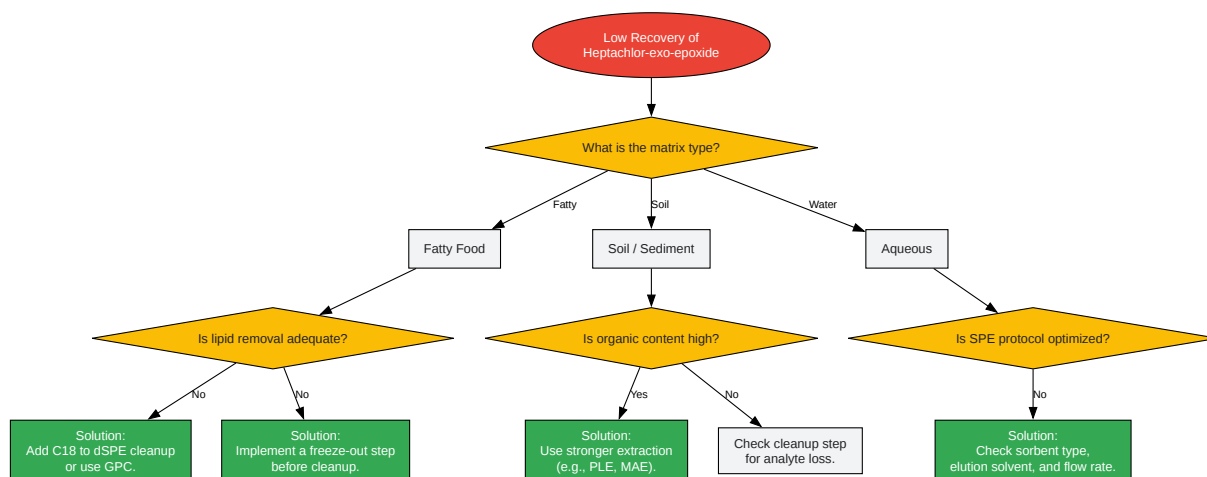 Low Recovery of
Heptachlor-exo-epoxide
What is the matrix type?
Fatty
Soil
Water
Fatty Food
Soil / Sediment
Aqueous
Is lipid removal adequate?
Is organic content high?
Is SPE protocol optimized?
No
No
Yes
No
No
Solution:
Add C18 to dSPE cleanup
or use GPC.
Solution:
Implement a freeze-out step
before cleanup.
Solution:
Use stronger extraction
(e.g., PLE, MAE).
Check cleanup step
for analyte loss.
Solution:
Check sorbent type,
elution solvent, and flow rate.